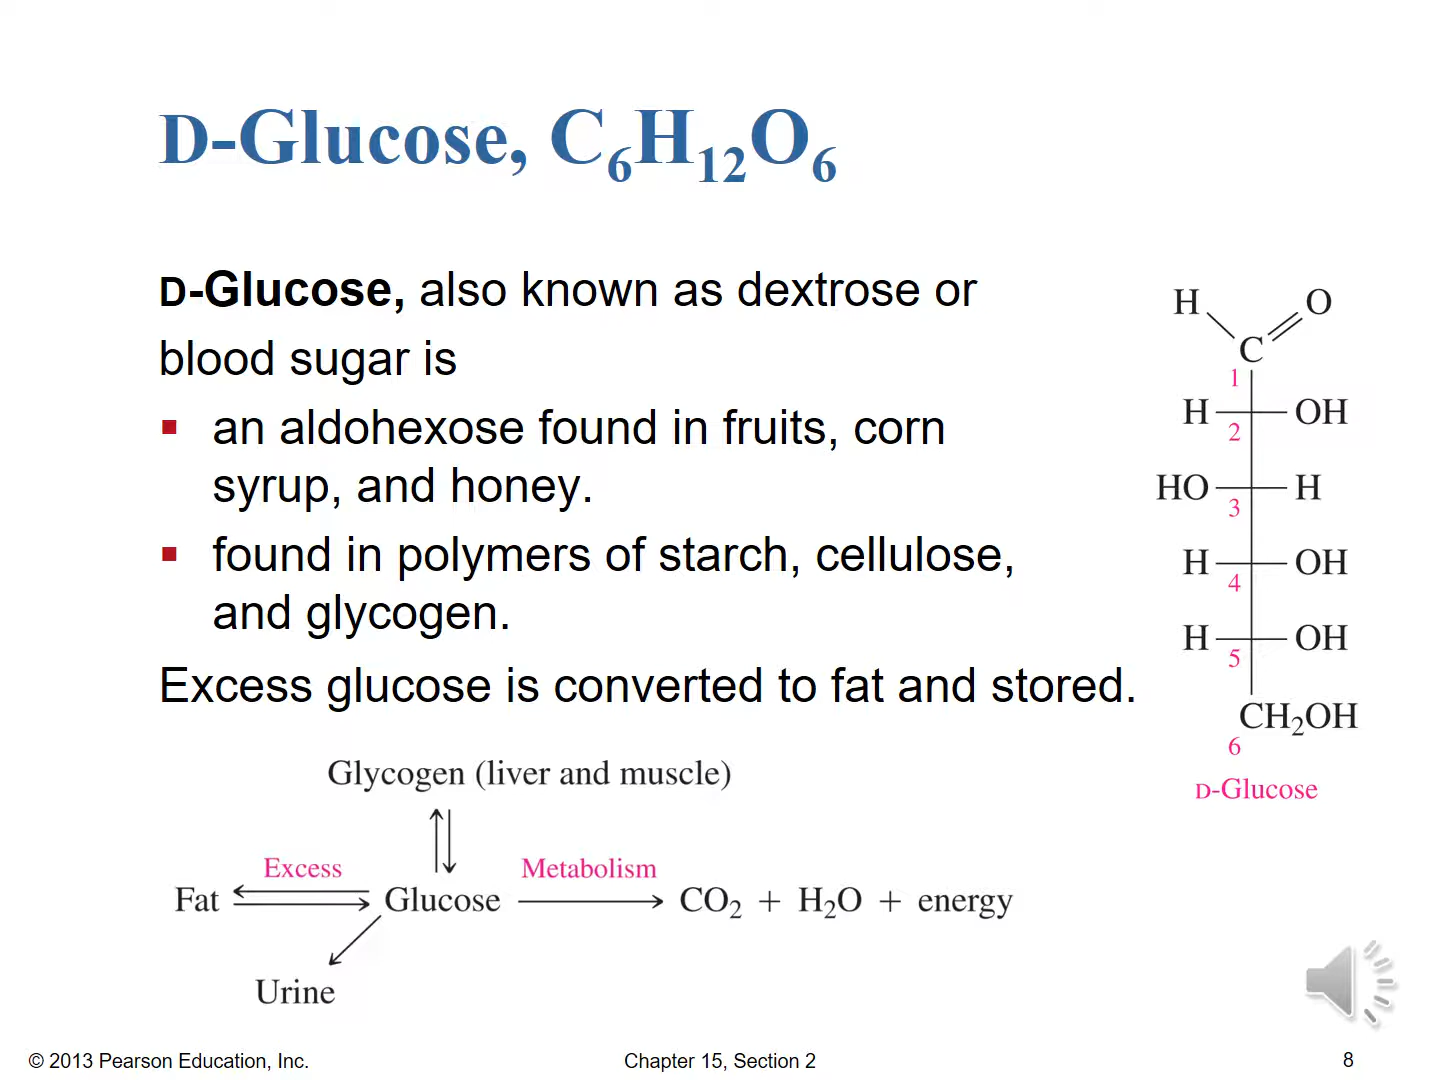 D-Glucose, C6H12O6
D-Glucose, also known as dextrose or
blood sugar is
▪ an aldohexose found in fruits, corn
syrup, and honey.
▪ found in polymers of starch, cellulose,
and glycogen.
Excess glucose is converted to fat and stored.
H O
C
1
H OH
2
HO H
3
H OH
4
H OH
5
CH2OH
6
D-Glucose
Glycogen (liver and muscle)
Excess Metabolism
Fat Glucose CO2 + H2O + energy
Urine
© 2013 Pearson Education, Inc. Chapter 15, Section 2 8